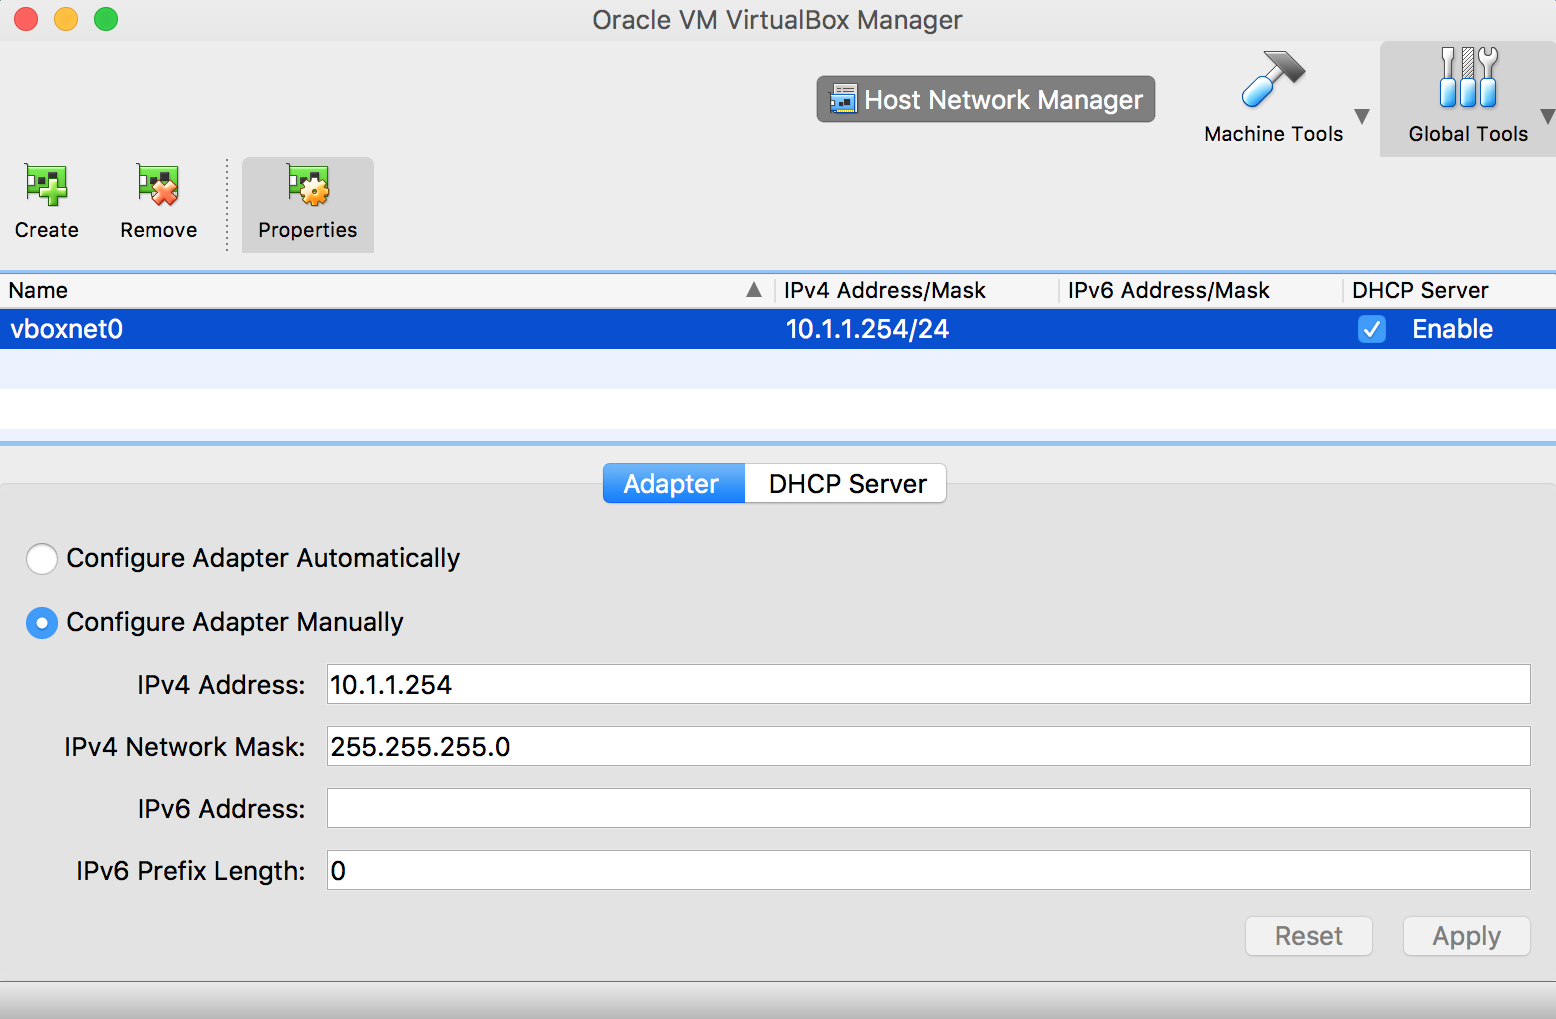 Oracle VM VirtualBox Manager
Host Network Manager
Machine Tools
Global Tools
Create
Remove
Properties
Name IPv4 Address/Mask IPv6 Address/Mask DHCP Server
vboxnet0 10.1.1.254/24 Enable
Adapter DHCP Server
Configure Adapter Automatically
Configure Adapter Manually
IPv4 Address: 10.1.1.254
IPv4 Network Mask: 255.255.255.0
IPv6 Address:
IPv6 Prefix Length: 0
Reset Apply